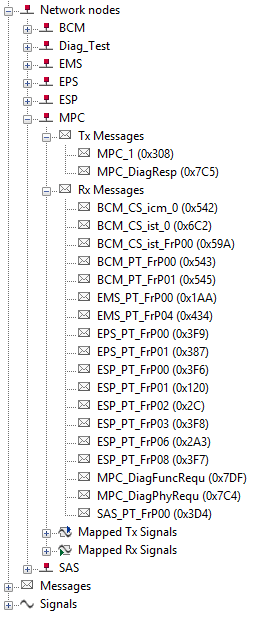 Network nodes
BCM
Diag_Test
EMS
EPS
ESP
MPC
Tx Messages
MPC_1 (0x308)
MPC_DiagResp (0x7C5)
Rx Messages
BCM_CS_icm_0 (0x542)
BCM_CS_ist_0 (0x6C2)
BCM_CS_ist_FrP00 (0x59A)
BCM_PT_FrP00 (0x543)
BCM_PT_FrP01 (0x545)
EMS_PT_FrP00 (0x1AA)
EMS_PT_FrP04 (0x434)
EPS_PT_FrP00 (0x3F9)
EPS_PT_FrP01 (0x387)
ESP_PT_FrP00 (0x3F6)
ESP_PT_FrP01 (0x120)
ESP_PT_FrP02 (0x2C)
ESP_PT_FrP03 (0x3F8)
ESP_PT_FrP06 (0x2A3)
ESP_PT_FrP08 (0x3F7)
MPC_DiagFuncRequ (0x7DF)
MPC_DiagPhyRequ (0x7C4)
SAS_PT_FrP00 (0x3D4)
Mapped Tx Signals
Mapped Rx Signals
SAS
Messages
Signals